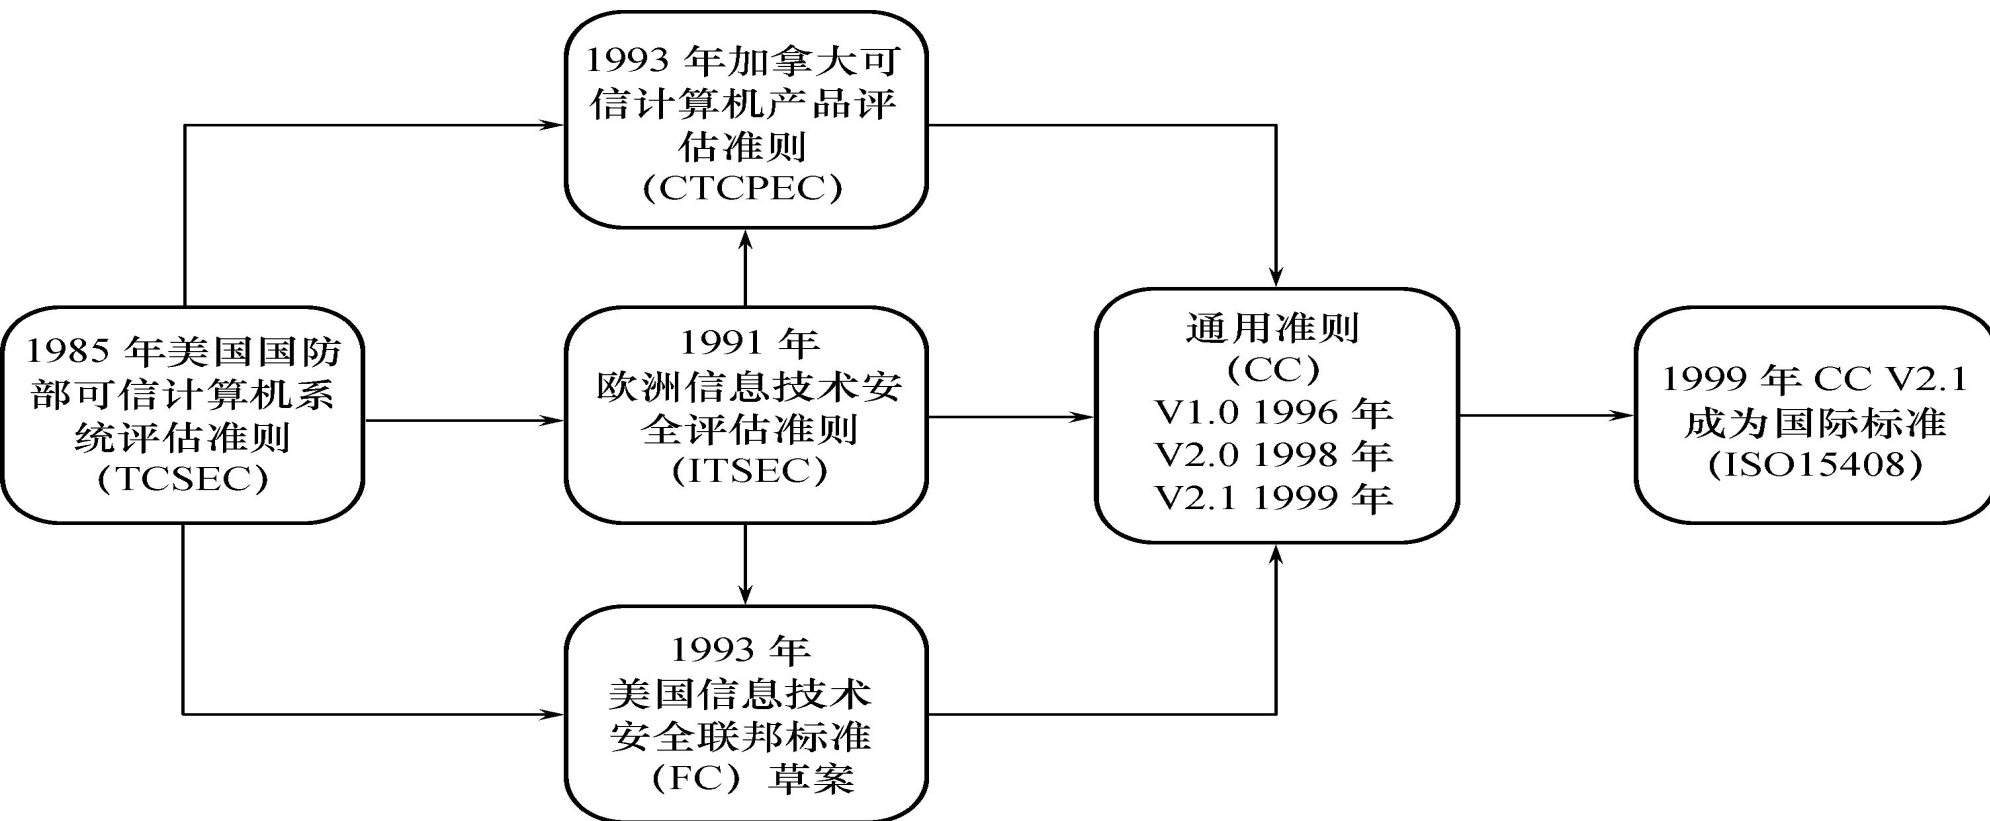 1993 年加拿大可
信计算机产品评
估准则
(CTCPEC)
1985 年美国国防
部可信计算机系
统评估准则
(TCSEC)
1991 年
欧洲信息技术安
全评估准则
(ITSEC)
通用准则
(CC)
V1.0 1996 年
V2.0 1998 年
V2.1 1999 年
1999 年 CC V2.1
成为国际标准
(ISO15408)
1993 年
美国信息技术
安全联邦标准
(FC) 草案